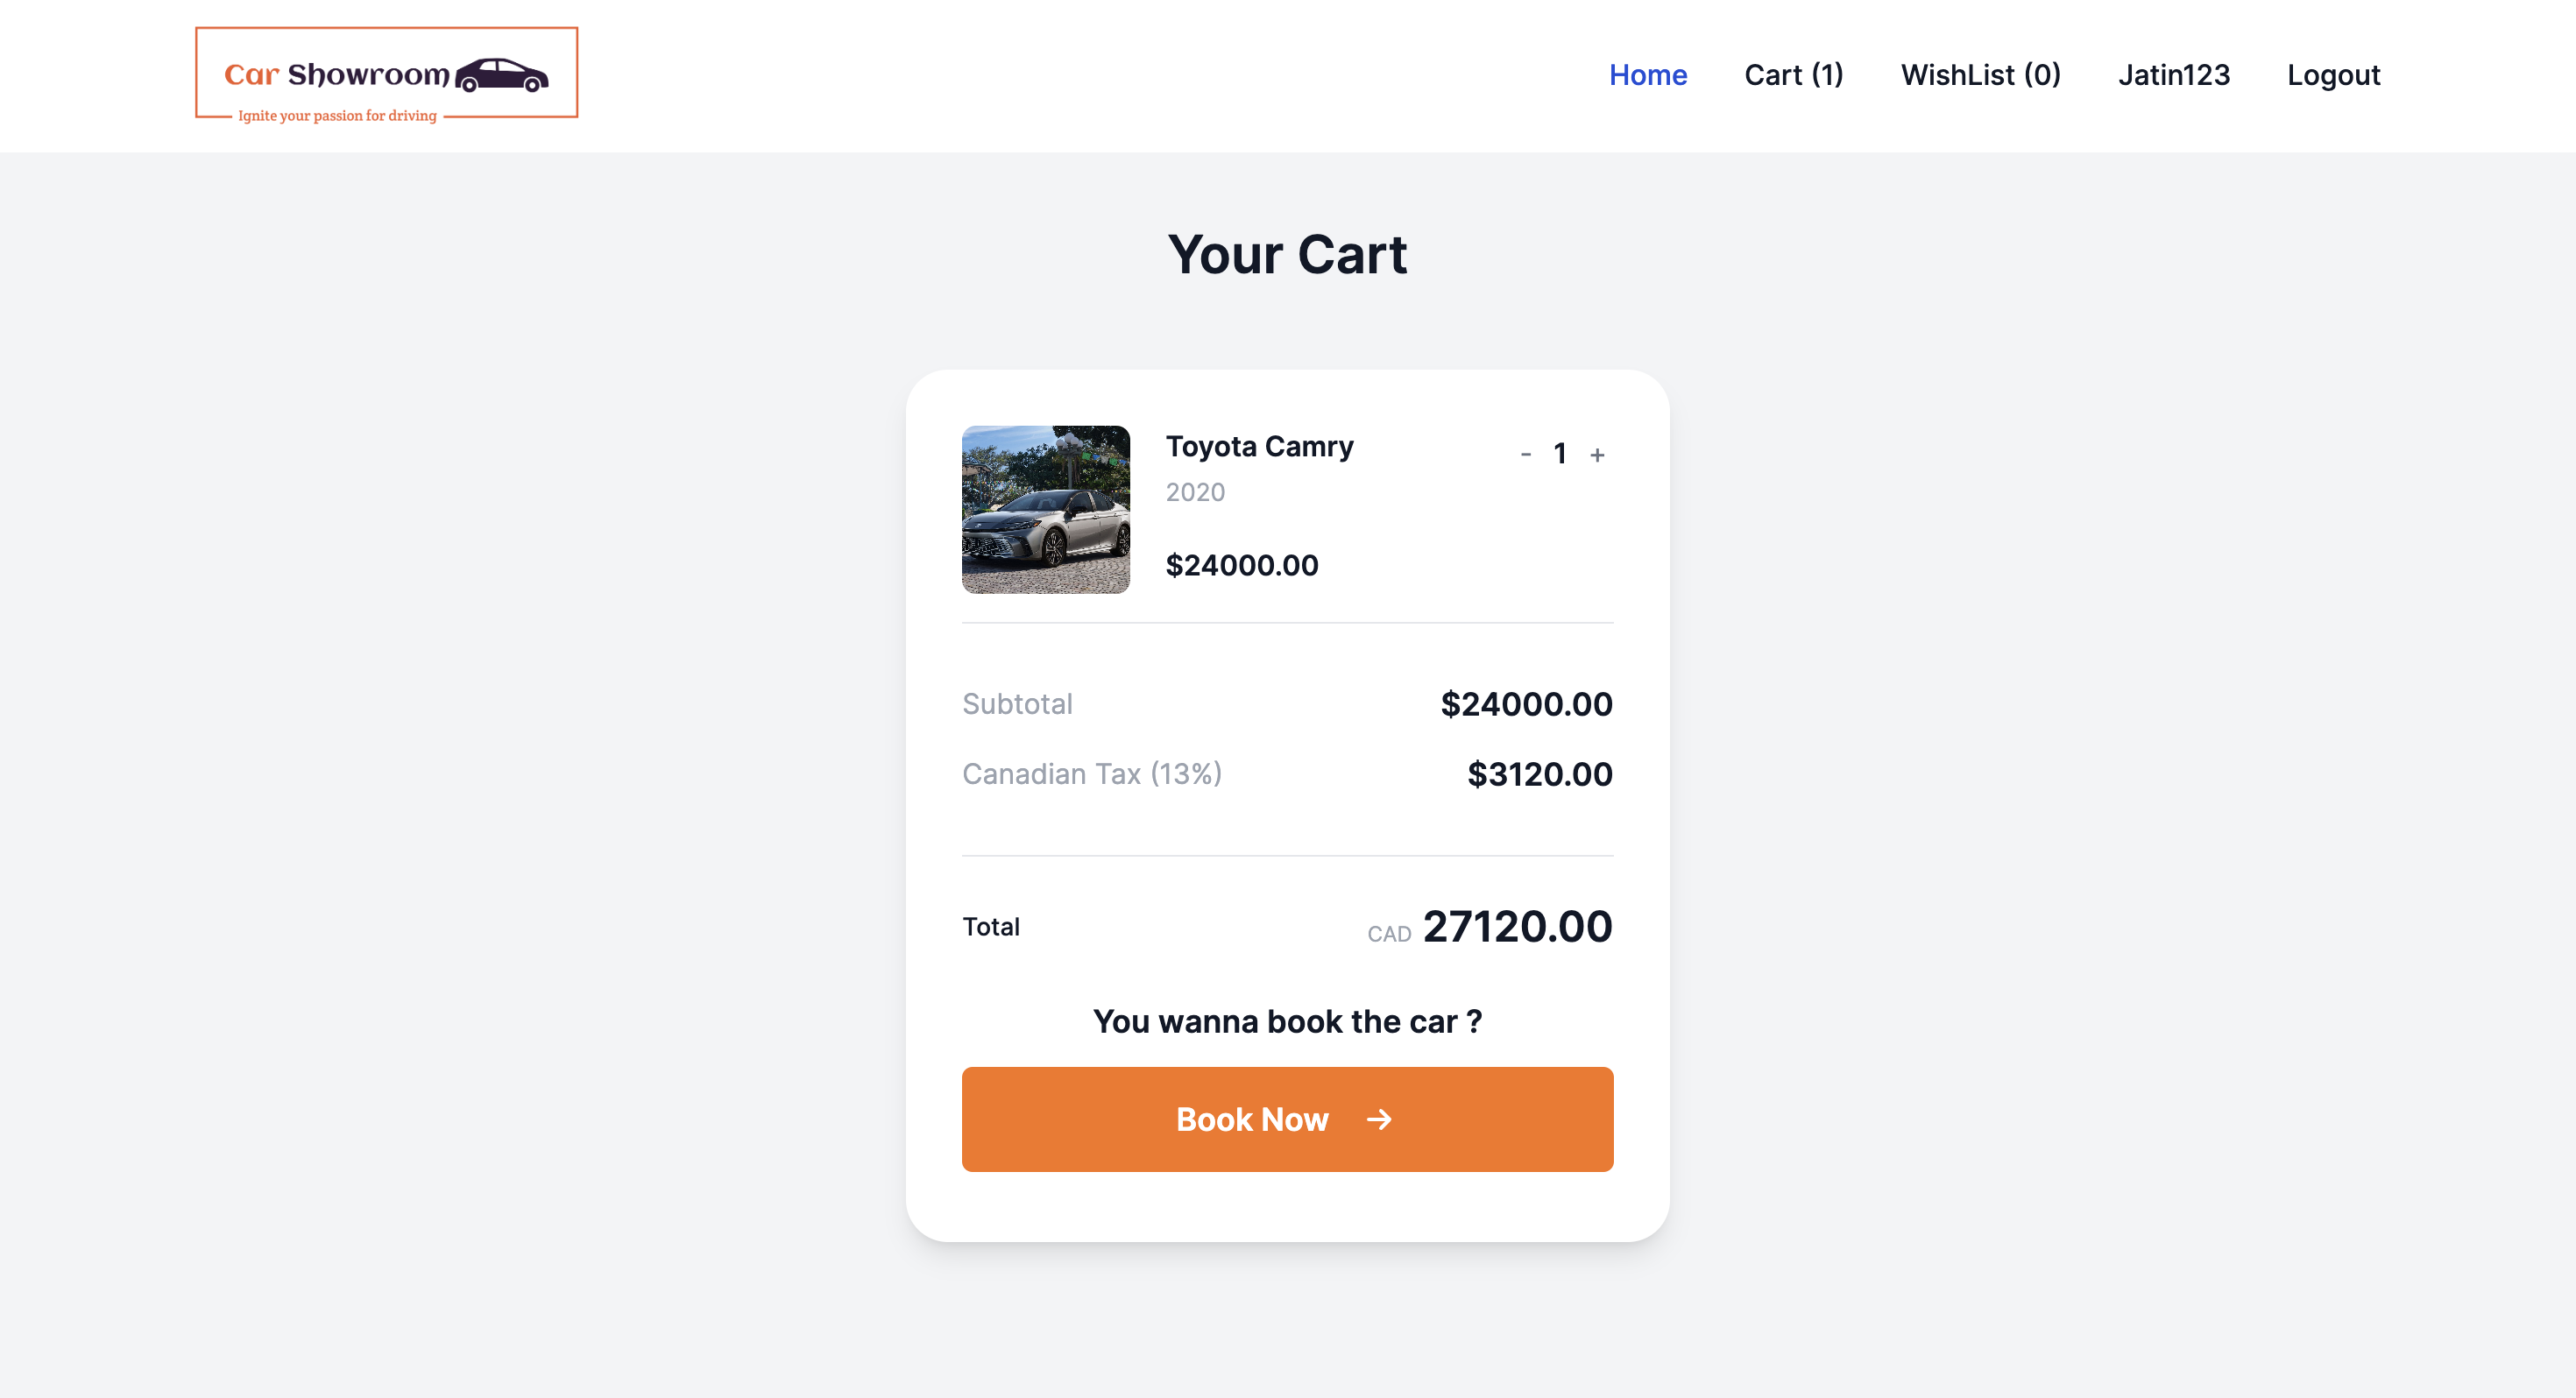 Car Showroom
Ignite your passion for driving
Home Cart (1) WishList (0) Jatin123 Logout
Your Cart
Toyota Camry - 1 +
2020
$24000.00
Subtotal $24000.00
Canadian Tax (13%) $3120.00
Total CAD 27120.00
You wanna book the car ?
Book Now →